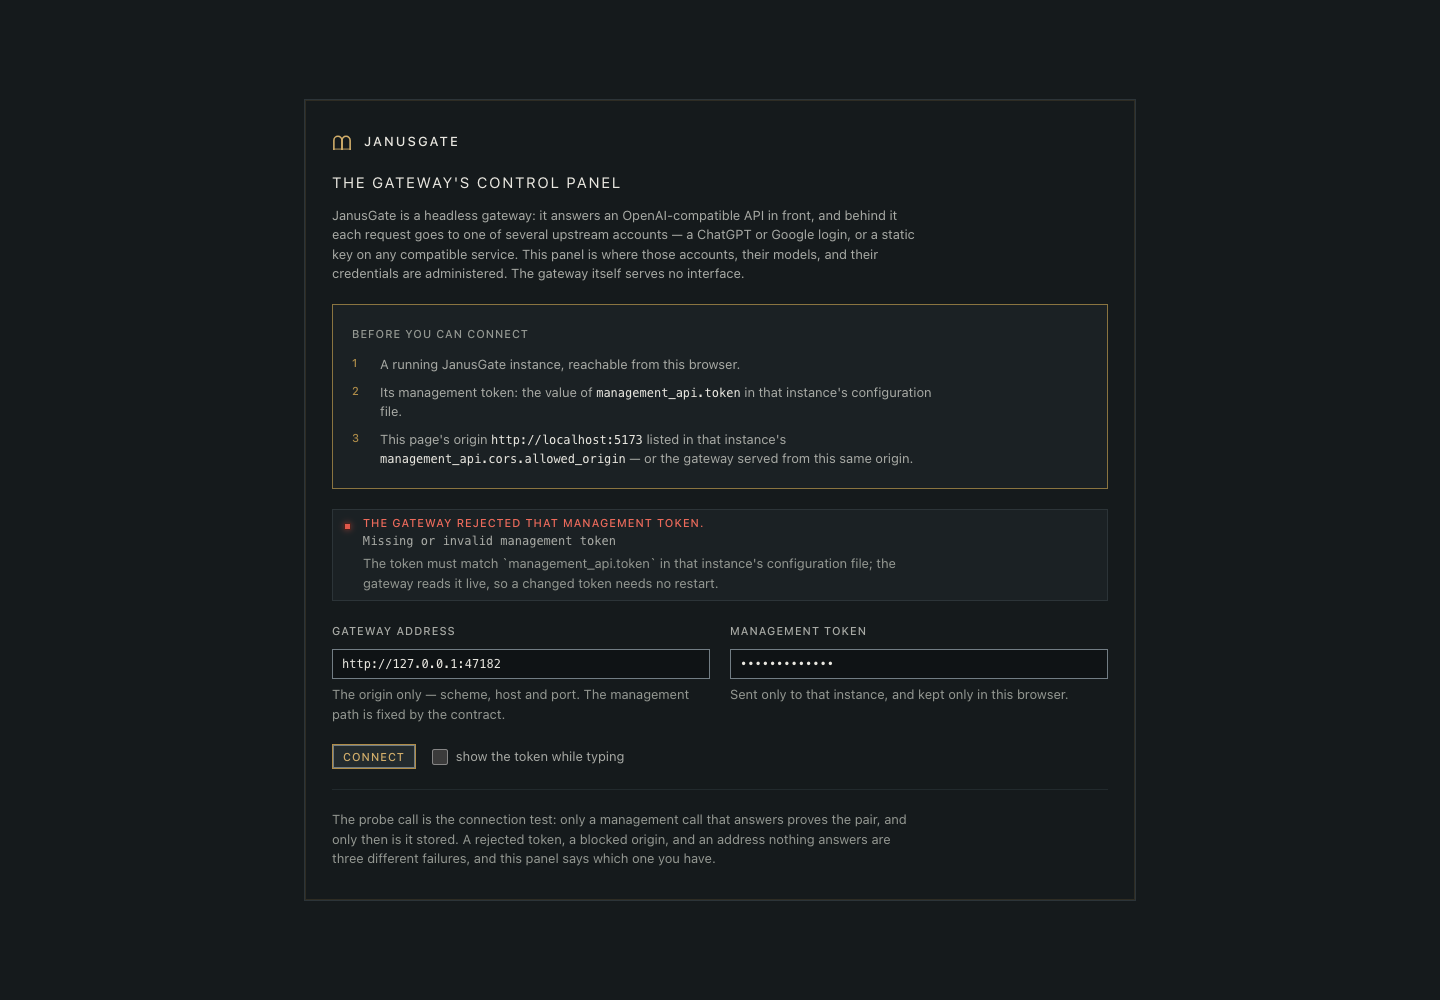 JANUSGATE
THE GATEWAY'S CONTROL PANEL
JanusGate is a headless gateway: it answers an OpenAI-compatible API in front, and behind it
each request goes to one of several upstream accounts — a ChatGPT or Google login, or a static
key on any compatible service. This panel is where those accounts, their models, and their
credentials are administered. The gateway itself serves no interface.
BEFORE YOU CAN CONNECT
1 A running JanusGate instance, reachable from this browser.
2 Its management token: the value of management_api.token in that instance's configuration
file.
3 This page's origin http://localhost:5173 listed in that instance's
management_api.cors.allowed_origin — or the gateway served from this same origin.
THE GATEWAY REJECTED THAT MANAGEMENT TOKEN.
Missing or invalid management token
The token must match `management_api.token` in that instance's configuration file; the
gateway reads it live, so a changed token needs no restart.
GATEWAY ADDRESS
http://127.0.0.1:47182
The origin only — scheme, host and port. The management
path is fixed by the contract.
MANAGEMENT TOKEN
•••••••••••••
Sent only to that instance, and kept only in this browser.
CONNECT
show the token while typing
The probe call is the connection test: only a management call that answers proves the pair, and
only then is it stored. A rejected token, a blocked origin, and an address nothing answers are
three different failures, and this panel says which one you have.